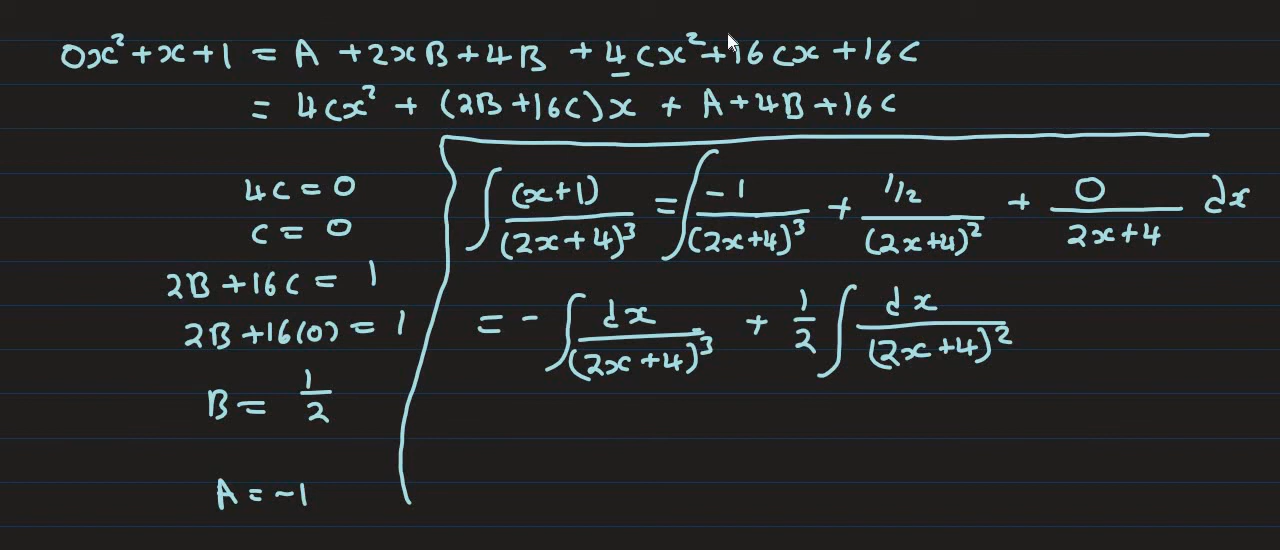 0x² + x + 1 = A + 2xB + 4B + 4Cx² + 16Cx + 16C
= 4Cx² + (2B + 16C)x + A + 4B + 16C
4C = 0
C = 0
2B + 16C = 1
2B + 16(0) = 1
B = 1/2
A = -1
∫ (x+1)/(2x+4)³ = ∫ -1/(2x+4)³ + 1/2/(2x+4)² + 0/2x+4 dx
= - ∫ dx/(2x+4)³ + 1/2 ∫ dx/(2x+4)²